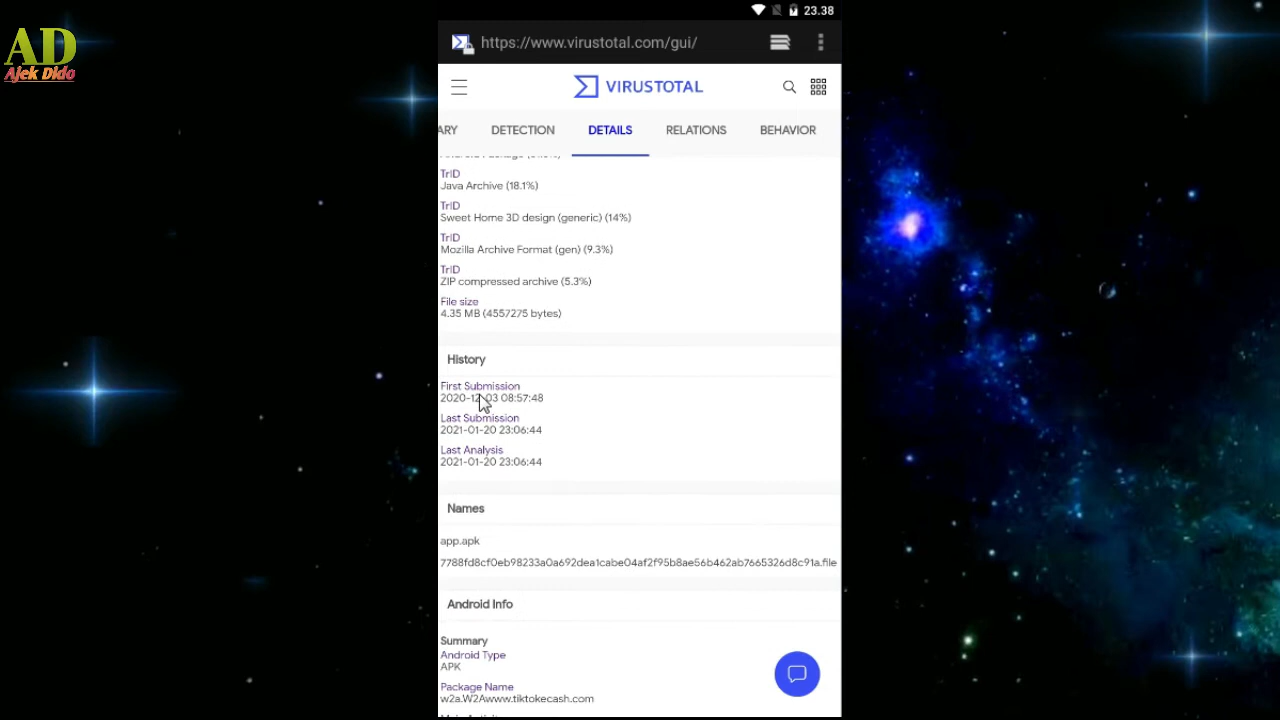 AD
Ajek Dido
23.38
https://www.virustotal.com/gui/
VIRUSTOTAL
ARY DETECTION DETAILS RELATIONS BEHAVIOR
TrID
Java Archive (18.1%)
TrID
Sweet Home 3D design (generic) (14%)
TrID
Mozilla Archive Format (gen) (9.3%)
TrID
ZIP compressed archive (5.3%)
File size
4.35 MB (4557275 bytes)
History
First Submission
2020-12-03 08:57:48
Last Submission
2021-01-20 23:06:44
Last Analysis
2021-01-20 23:06:44
Names
app.apk
7788fd8cf0eb98233a0a692dea1cabe04af2f95b8ae56b462ab7665326d8c91a.file
Android Info
Summary
Android Type
APK
Package Name
w2a.W2Awww.tiktokecash.com